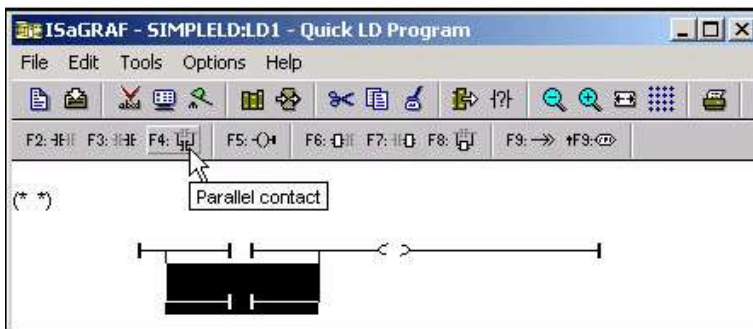 ISaGRAF - SIMPLELD:LD1 - Quick LD Program
File Edit Tools Options Help
F2: F3: F4: F5: F6: F7: F8: F9: F9:
Parallel contact
(* *)